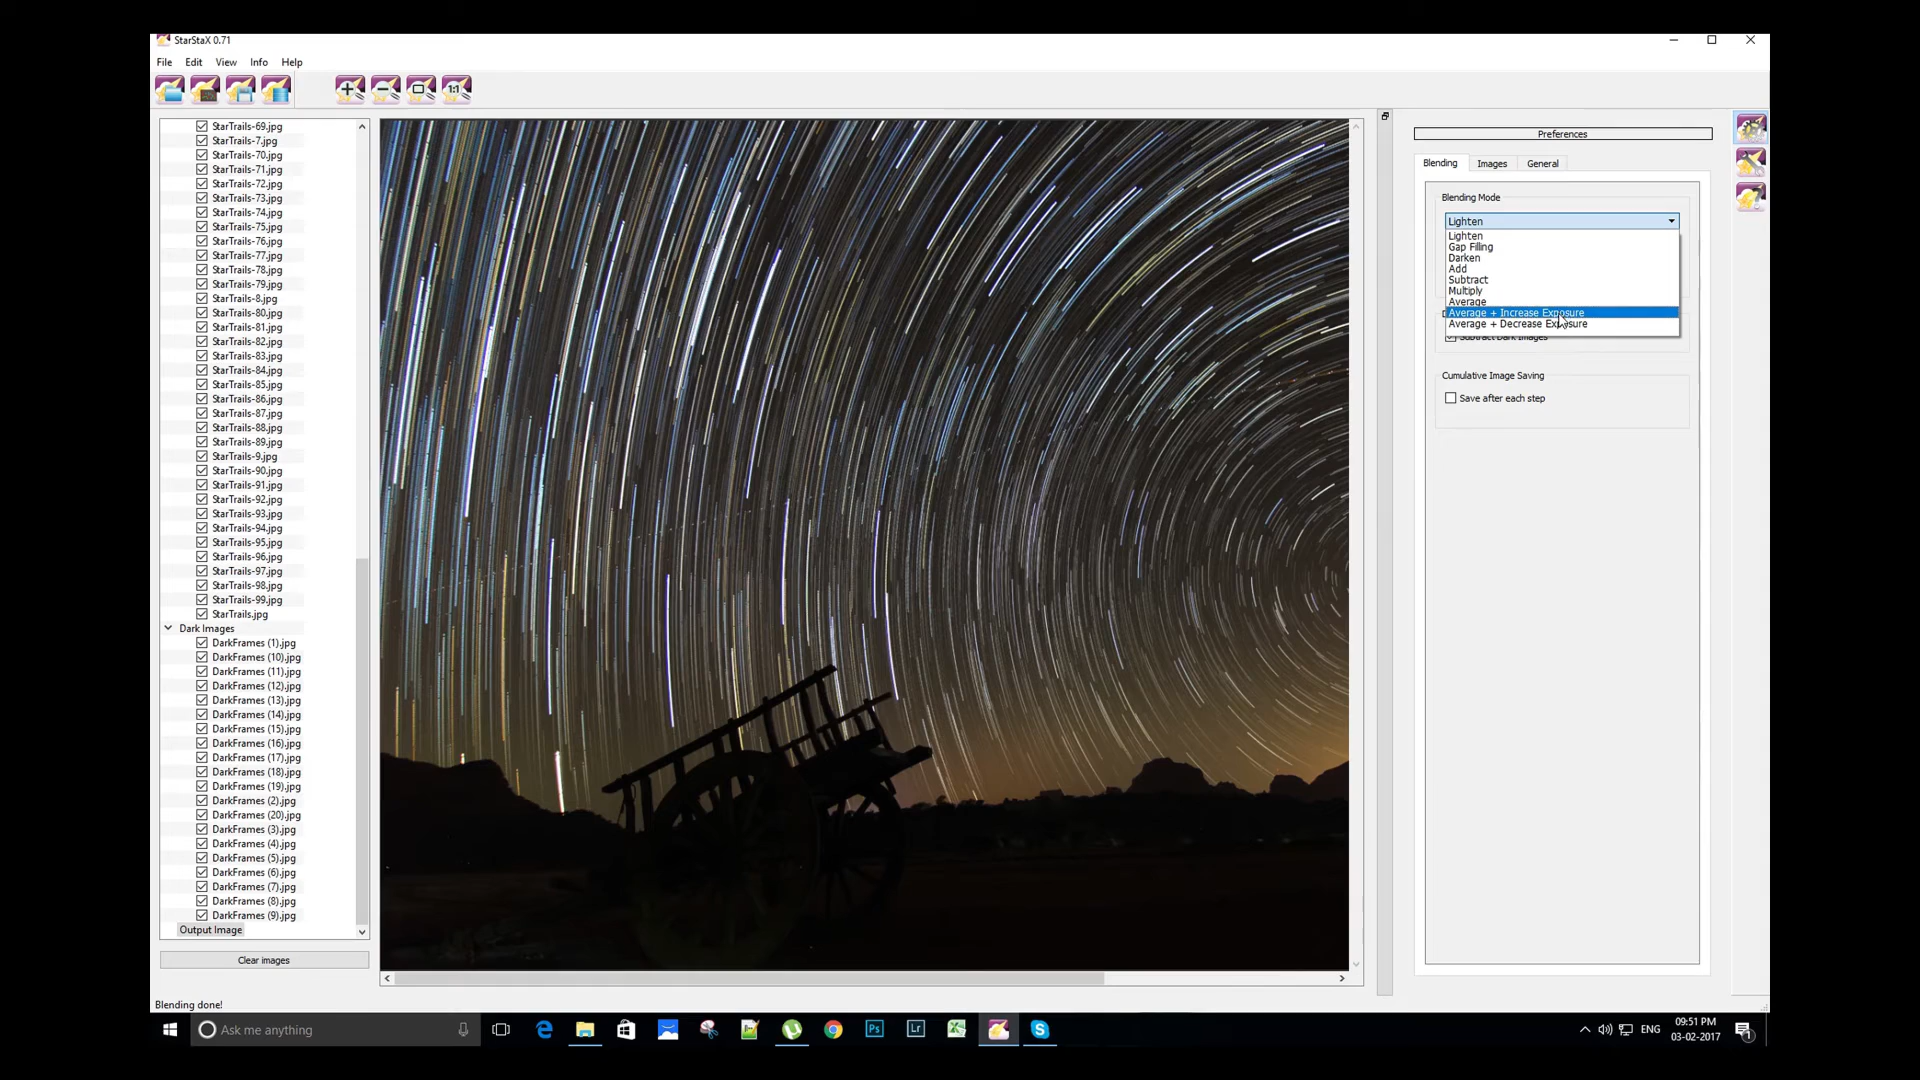 StarStaX 0.71
File Edit View Info Help
1:1
StarTrails-69.jpg
StarTrails-7.jpg
StarTrails-70.jpg
StarTrails-71.jpg
StarTrails-72.jpg
StarTrails-73.jpg
StarTrails-74.jpg
StarTrails-75.jpg
StarTrails-76.jpg
StarTrails-77.jpg
StarTrails-78.jpg
StarTrails-79.jpg
StarTrails-8.jpg
StarTrails-80.jpg
StarTrails-81.jpg
StarTrails-82.jpg
StarTrails-83.jpg
StarTrails-84.jpg
StarTrails-85.jpg
StarTrails-86.jpg
StarTrails-87.jpg
StarTrails-88.jpg
StarTrails-89.jpg
StarTrails-9.jpg
StarTrails-90.jpg
StarTrails-91.jpg
StarTrails-92.jpg
StarTrails-93.jpg
StarTrails-94.jpg
StarTrails-95.jpg
StarTrails-96.jpg
StarTrails-97.jpg
StarTrails-98.jpg
StarTrails-99.jpg
StarTrails.jpg
Dark Images
DarkFrames (1).jpg
DarkFrames (10).jpg
DarkFrames (11).jpg
DarkFrames (12).jpg
DarkFrames (13).jpg
DarkFrames (14).jpg
DarkFrames (15).jpg
DarkFrames (16).jpg
DarkFrames (17).jpg
DarkFrames (18).jpg
DarkFrames (19).jpg
DarkFrames (2).jpg
DarkFrames (20).jpg
DarkFrames (3).jpg
DarkFrames (4).jpg
DarkFrames (5).jpg
DarkFrames (6).jpg
DarkFrames (7).jpg
DarkFrames (8).jpg
DarkFrames (9).jpg
Output Image
Clear images
Blending done!
Preferences
Blending Images General
Blending Mode
Lighten
Lighten
Gap Filling
Darken
Add
Subtract
Multiply
Average
Average + Increase Exposure
Average + Decrease Exposure
Subtract Dark Images
Cumulative Image Saving
Save after each step
Ask me anything
Ps
Lr
ENG
09:51 PM
03-02-2017
1